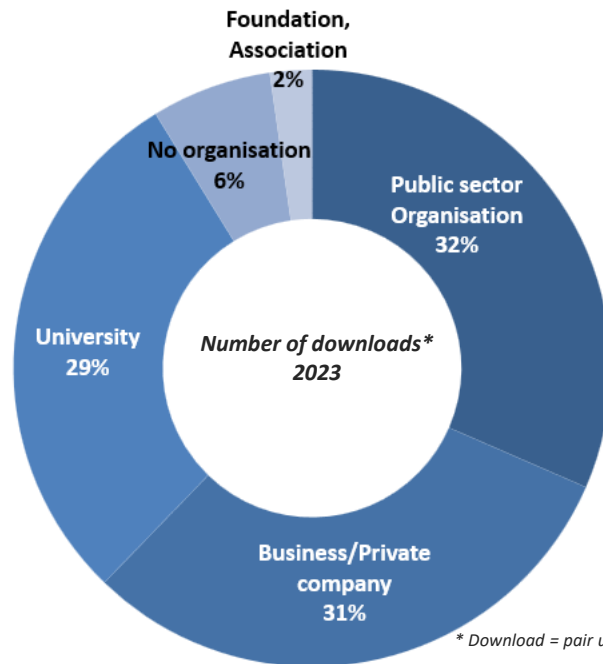 Foundation,
Association
2%
No organisation
6%
Public sector
Organisation
32%
University
29%
Number of downloads*
2023
Business/Private
company
31%
* Download = pair